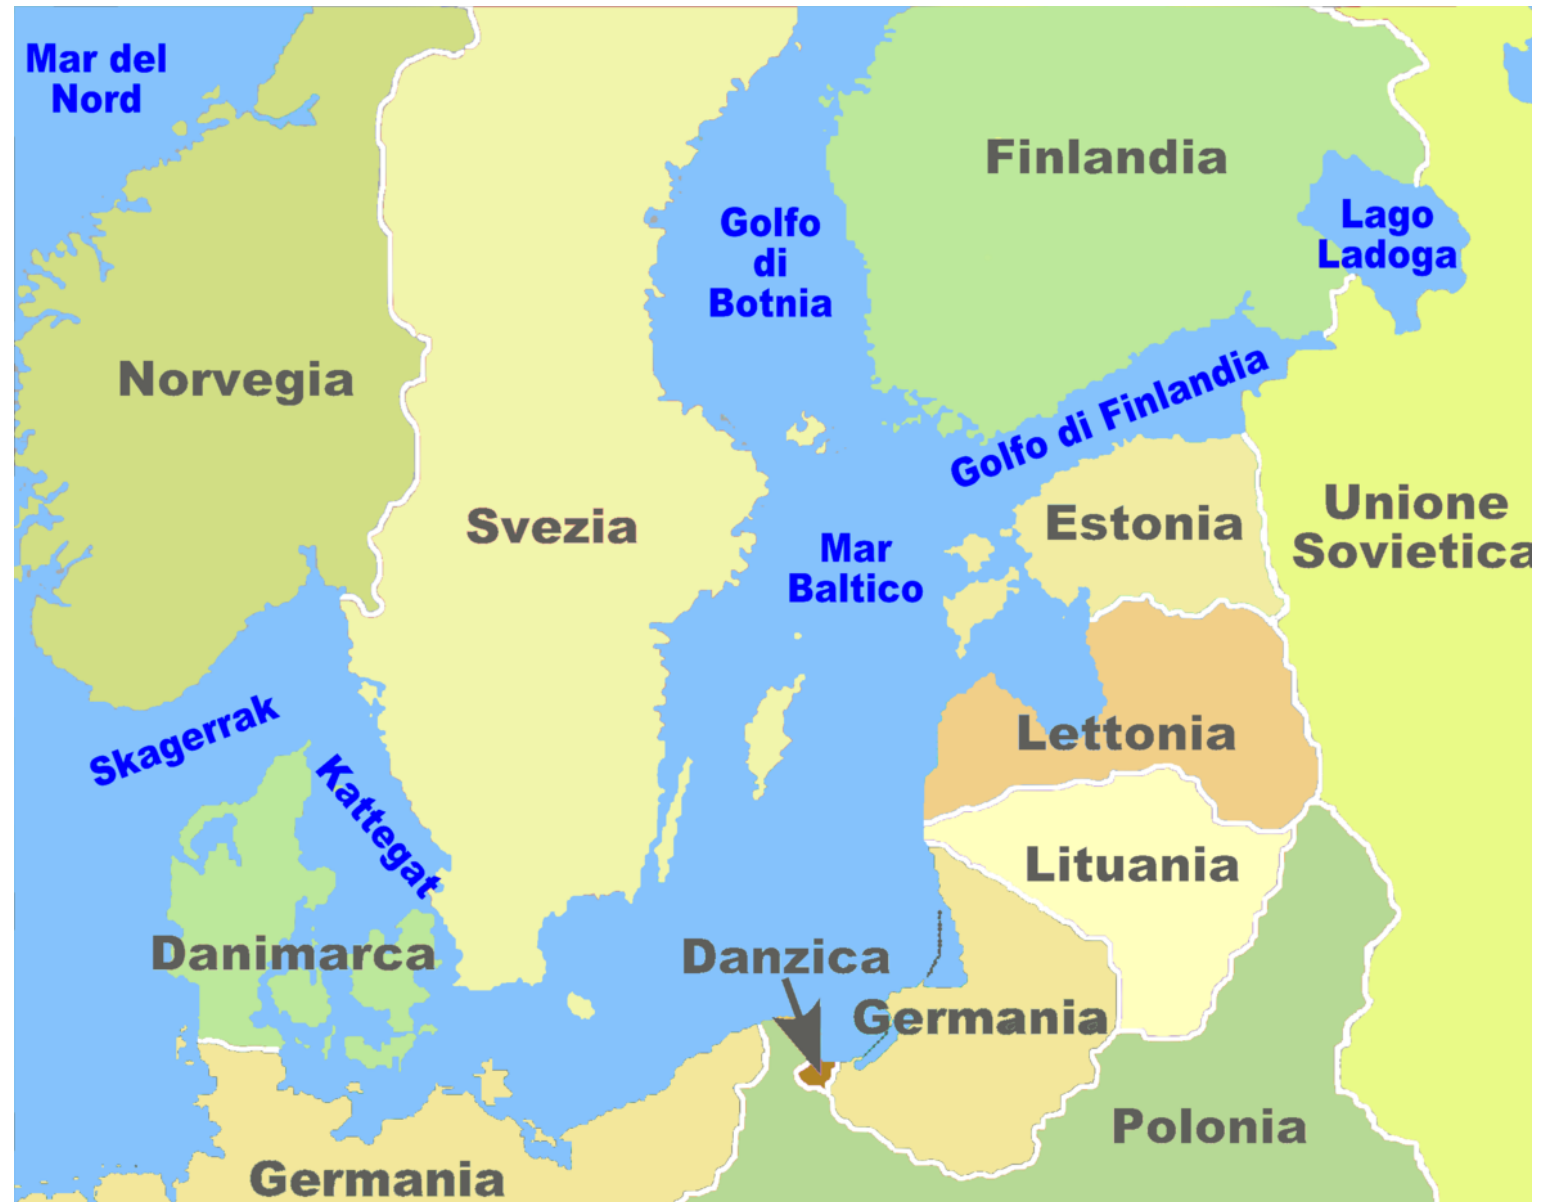 Mar del
Nord
Finlandia
Golfo
di
Botnia
Lago
Ladoga
Norvegia
Golfo di Finlandia
Svezia
Estonia
Unione
Sovietica
Mar
Baltico
Skagerrak
Lettonia
Kattegat
Lituania
Danimarca
Danzica
Germania
Polonia
Germania